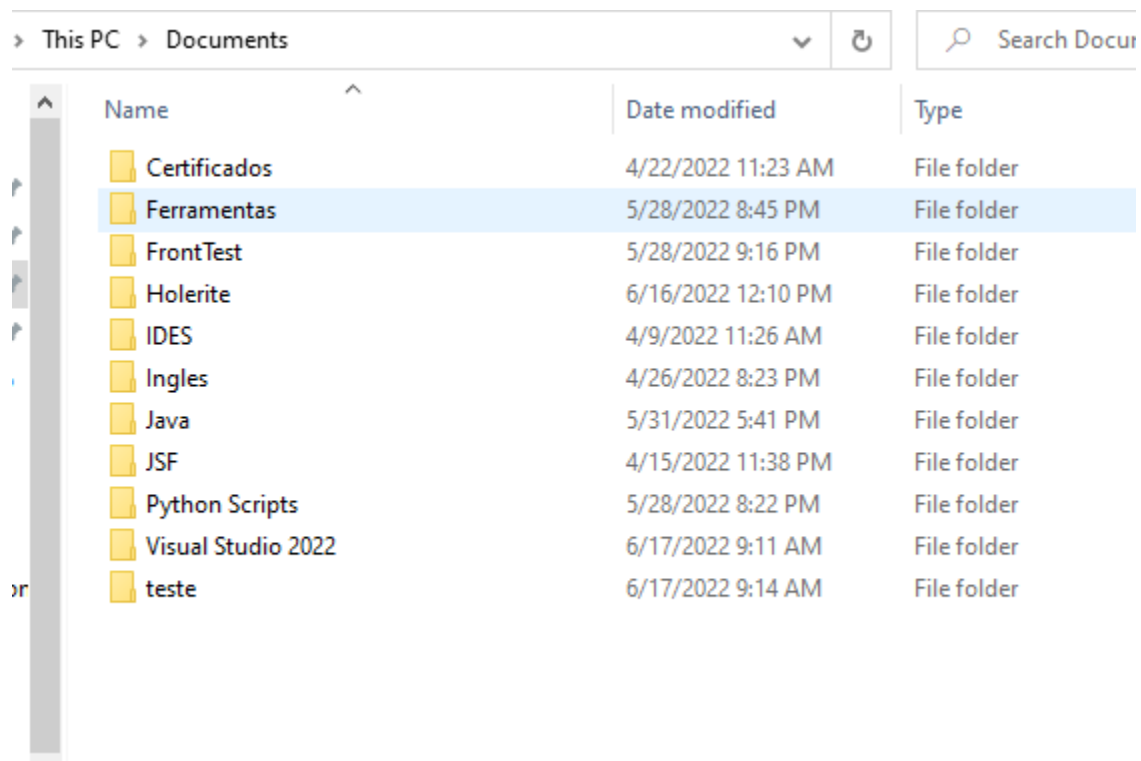 This PC > Documents Search Docu
Name Date modified Type
Certificados 4/22/2022 11:23 AM File folder
Ferramentas 5/28/2022 8:45 PM File folder
FrontTest 5/28/2022 9:16 PM File folder
Holerite 6/16/2022 12:10 PM File folder
IDES 4/9/2022 11:26 AM File folder
Ingles 4/26/2022 8:23 PM File folder
Java 5/31/2022 5:41 PM File folder
JSF 4/15/2022 11:38 PM File folder
Python Scripts 5/28/2022 8:22 PM File folder
Visual Studio 2022 6/17/2022 9:11 AM File folder
teste 6/17/2022 9:14 AM File folder